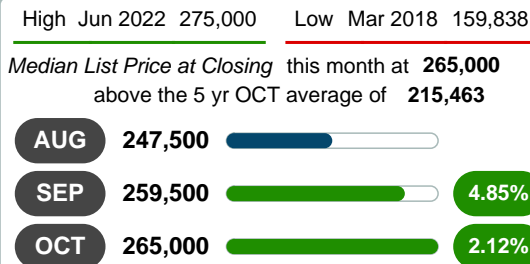 High Jun 2022 275,000 Low Mar 2018 159,838
Median List Price at Closing this month at 265,000
above the 5 yr OCT average of 215,463
AUG 247,500
SEP 259,500 4.85%
OCT 265,000 2.12%